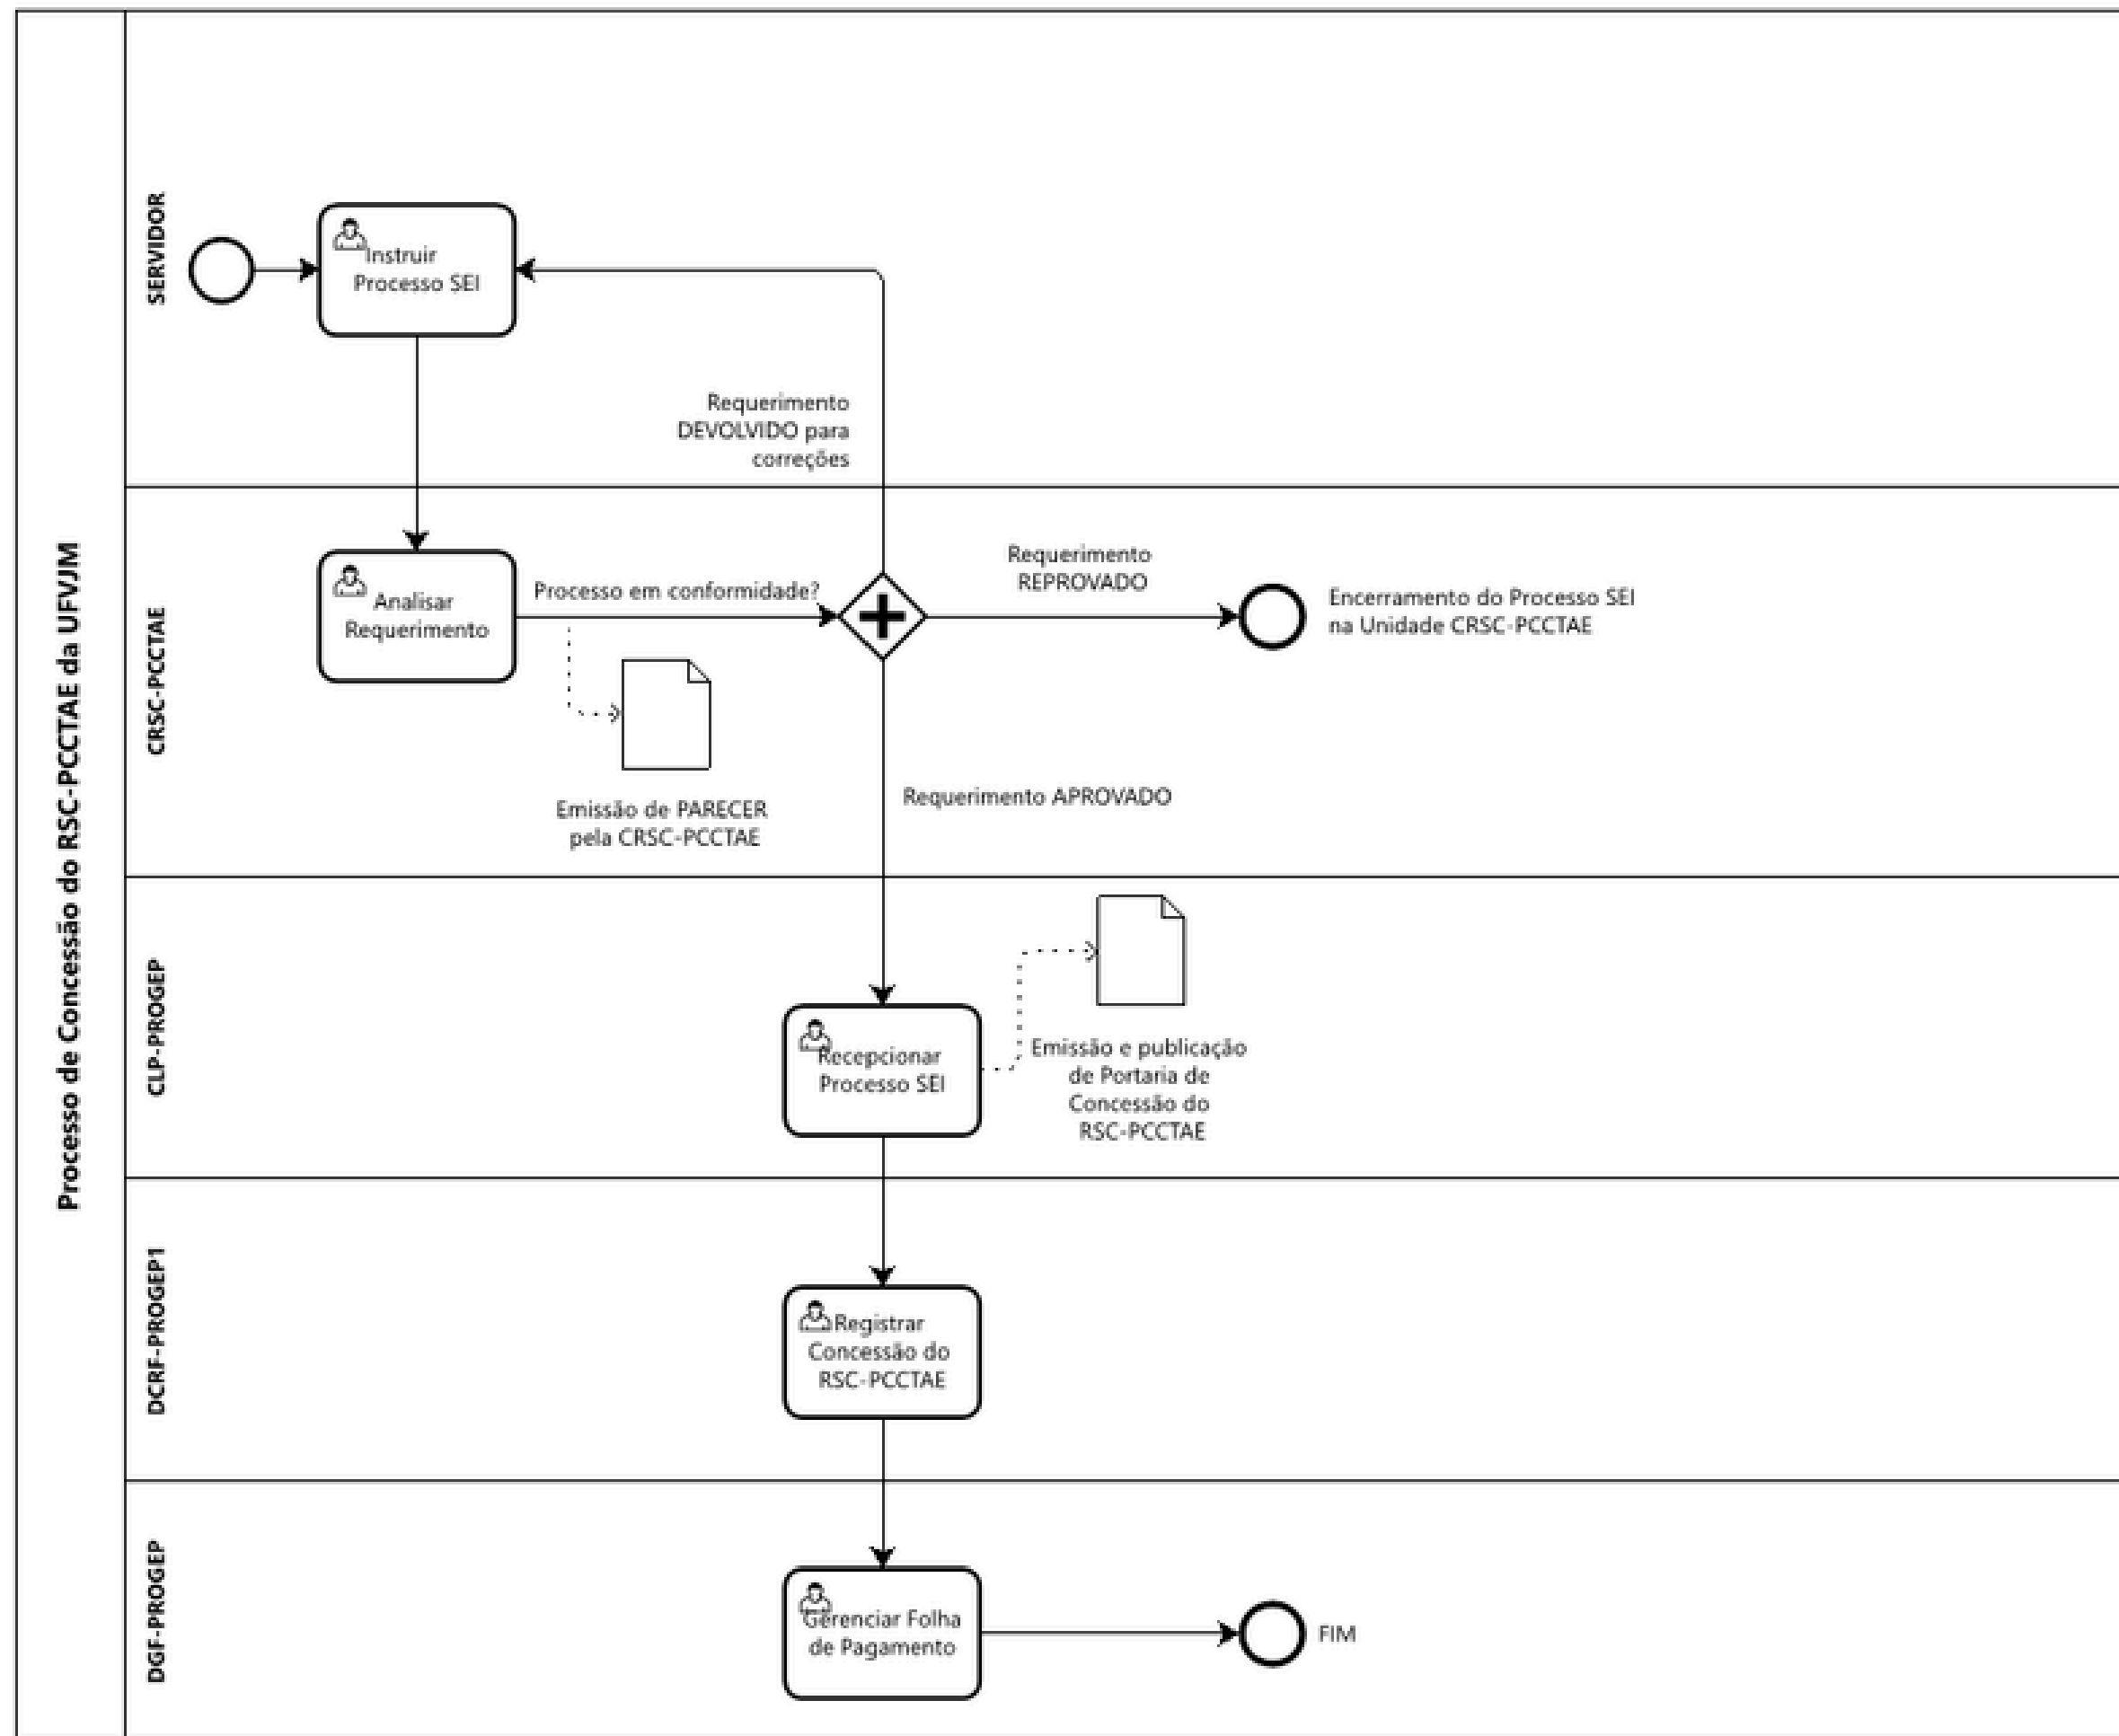 Processo de Concessão do RSC-PCCTAE da UFVJM
SERVIDOR
Instruir
Processo SEI
Requerimento
DEVOLVIDO para
correções
CRSC-PCCTAE
Analisar
Requerimento
Processo em conformidade?
Requerimento
REPROVADO
Encerramento do Processo SEI
na Unidade CRSC-PCCTAE
Emissão de PARECER
pela CRSC-PCCTAE
Requerimento APROVADO
CLP-PROGEP
Recepcionar
Processo SEI
Emissão e publicação
de Portaria de
Concessão do
RSC-PCCTAE
DCRF-PROGEP1
Registrar
Concessão do
RSC-PCCTAE
DGF-PROGEP
Gerenciar Folha
de Pagamento
FIM